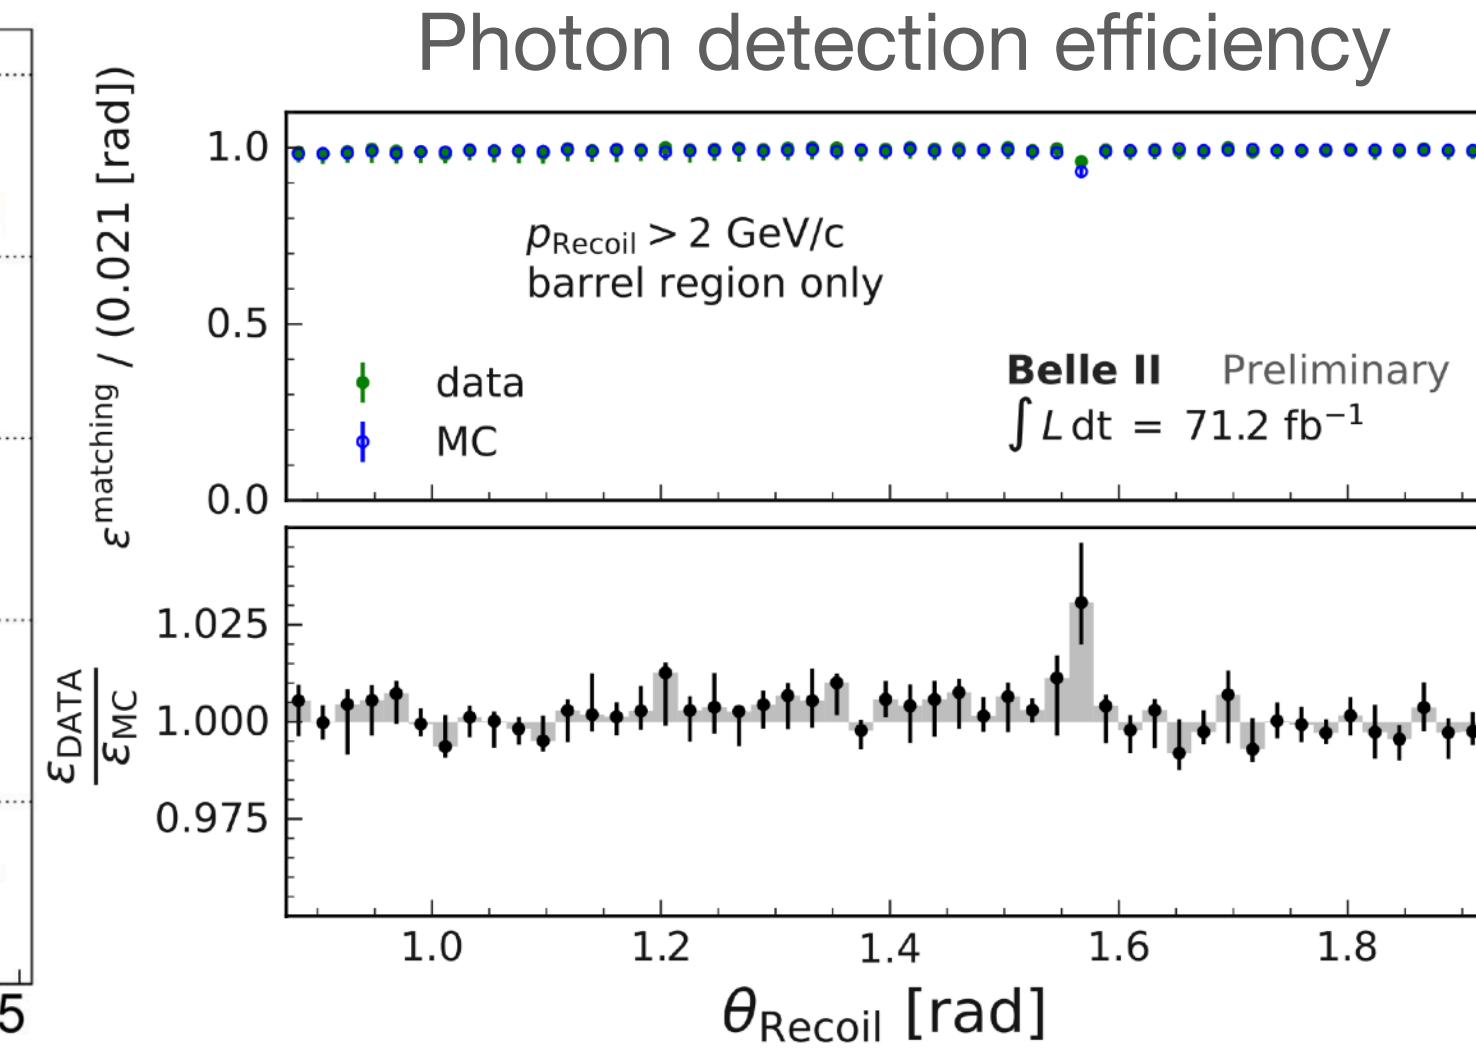 Photon detection efficiency
ε^matching / (0.021 [rad])
1.0
0.5
0.0
p_Recoil > 2 GeV/c
barrel region only
data
MC
Belle II Preliminary
∫ L dt = 71.2 fb⁻¹
ε_DATA
ε_MC
1.025
1.000
0.975
1.0 1.2 1.4 1.6 1.8
θ_Recoil [rad]
5